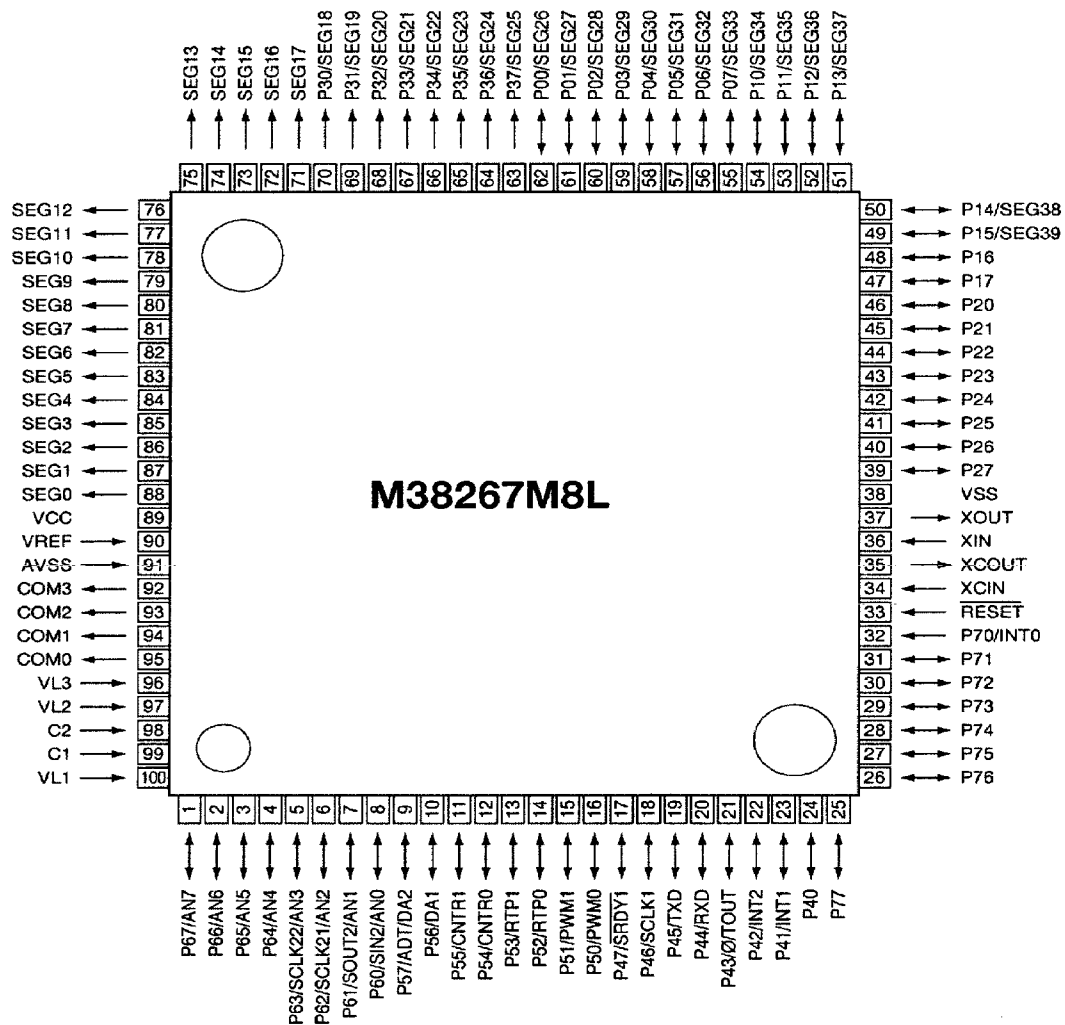 SEG13
SEG14
SEG15
SEG16
SEG17
P30/SEG18
P31/SEG19
P32/SEG20
P33/SEG21
P34/SEG22
P35/SEG23
P36/SEG24
P37/SEG25
P00/SEG26
P01/SEG27
P02/SEG28
P03/SEG29
P04/SEG30
P05/SEG31
P06/SEG32
P07/SEG33
P10/SEG34
P11/SEG35
P12/SEG36
P13/SEG37
75 74 73 72 71 70 69 68 67 66 65 64 63 62 61 60 59 58 57 56 55 54 53 52 51
SEG12 76
SEG11 77
SEG10 78
SEG9 79
SEG8 80
SEG7 81
SEG6 82
SEG5 83
SEG4 84
SEG3 85
SEG2 86
SEG1 87
SEG0 88
VCC 89
VREF 90
AVSS 91
COM3 92
COM2 93
COM1 94
COM0 95
VL3 96
VL2 97
C2 98
C1 99
VL1 100
M38267M8L
50 P14/SEG38
49 P15/SEG39
48 P16
47 P17
46 P20
45 P21
44 P22
43 P23
42 P24
41 P25
40 P26
39 P27
38 VSS
37 XOUT
36 XIN
35 XCOUT
34 XCIN
33 RESET
32 P70/INT0
31 P71
30 P72
29 P73
28 P74
27 P75
26 P76
1 2 3 4 5 6 7 8 9 10 11 12 13 14 15 16 17 18 19 20 21 22 23 24 25
P67/AN7
P66/AN6
P65/AN5
P64/AN4
P63/SCLK22/AN3
P62/SCLK21/AN2
P61/SOUT2/AN1
P60/SIN2/AN0
P57/ADT/DA2
P56/DA1
P55/CNTR1
P54/CNTR0
P53/RTP1
P52/RTP0
P51/PWM1
P50/PWM0
P47/SRDY1
P46/SCLK1
P45/TXD
P44/RXD
P43/Ø/TOUT
P42/INT2
P41/INT1
P40
P77